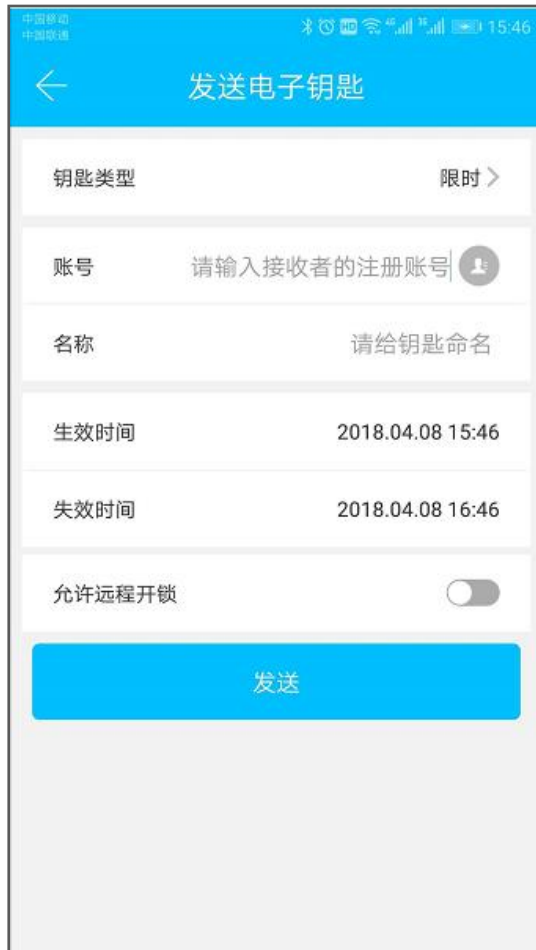 中国移动
中国联通
HD 4G 3G 15:46
发送电子钥匙
钥匙类型 限时
账号 请输入接收者的注册账号
名称 请给钥匙命名
生效时间 2018.04.08 15:46
失效时间 2018.04.08 16:46
允许远程开锁
发送